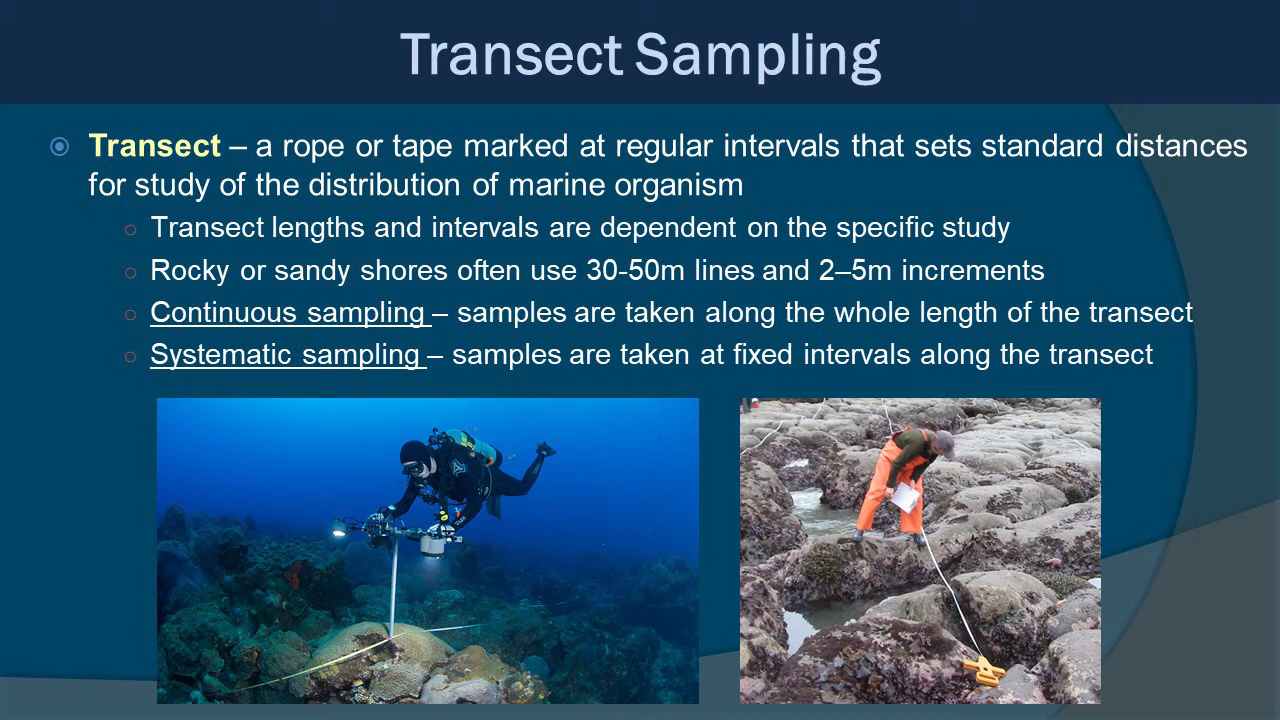 Transect Sampling
Transect – a rope or tape marked at regular intervals that sets standard distances
for study of the distribution of marine organism
Transect lengths and intervals are dependent on the specific study
Rocky or sandy shores often use 30-50m lines and 2–5m increments
Continuous sampling – samples are taken along the whole length of the transect
Systematic sampling – samples are taken at fixed intervals along the transect